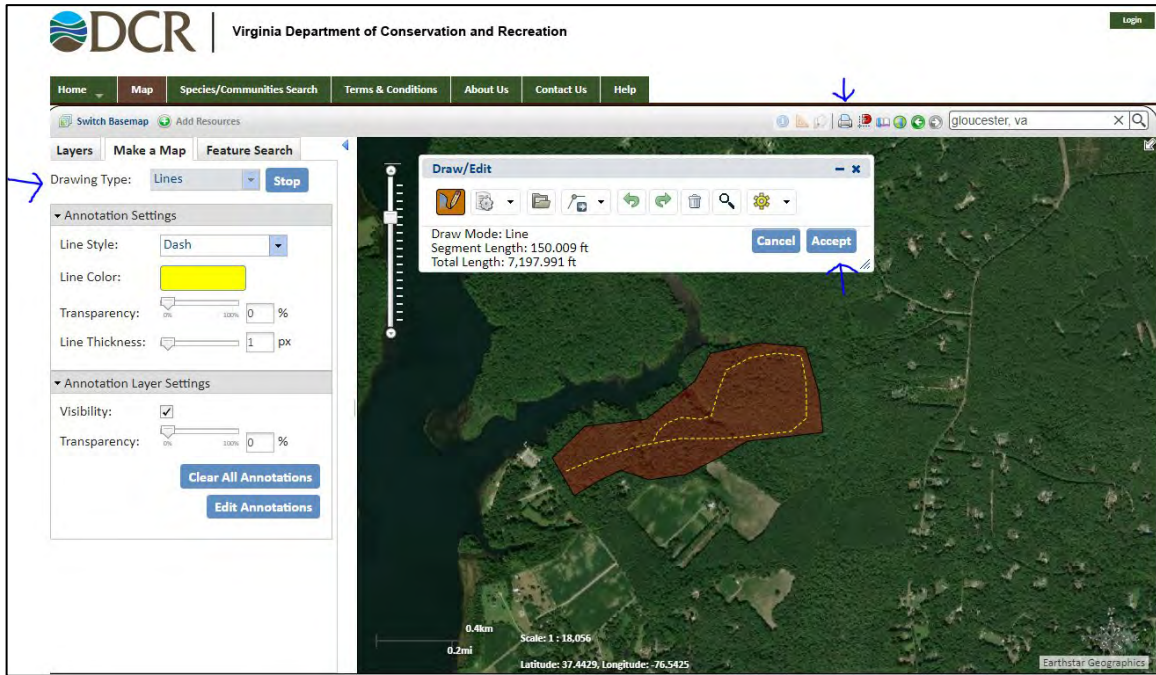 DCR
Virginia Department of Conservation and Recreation
Login
Home Map Species/Communities Search Terms & Conditions About Us Contact Us Help
Switch Basemap Add Resources
gloucester, va
Layers Make a Map Feature Search
Drawing Type: Lines Stop
Annotation Settings
Line Style: Dash
Line Color:
Transparency: 0% 100% 0 %
Line Thickness: 1 px
Annotation Layer Settings
Visibility:
Transparency: 0% 100% 0 %
Clear All Annotations
Edit Annotations
Draw/Edit
Draw Mode: Line
Segment Length: 150.009 ft
Total Length: 7,197.991 ft
Cancel Accept
0.4km
0.2mi
Scale: 1 : 18,056
Latitude: 37.4429, Longitude: -76.5425
Earthstar Geographics